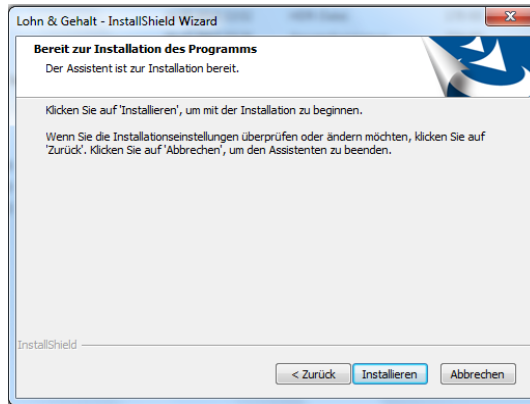 Lohn & Gehalt - InstallShield Wizard
Bereit zur Installation des Programms
Der Assistent ist zur Installation bereit.
Klicken Sie auf 'Installieren', um mit der Installation zu beginnen.
Wenn Sie die Installationseinstellungen überprüfen oder ändern möchten, klicken Sie auf
'Zurück'. Klicken Sie auf 'Abbrechen', um den Assistenten zu beenden.
InstallShield
< Zurück
Installieren
Abbrechen